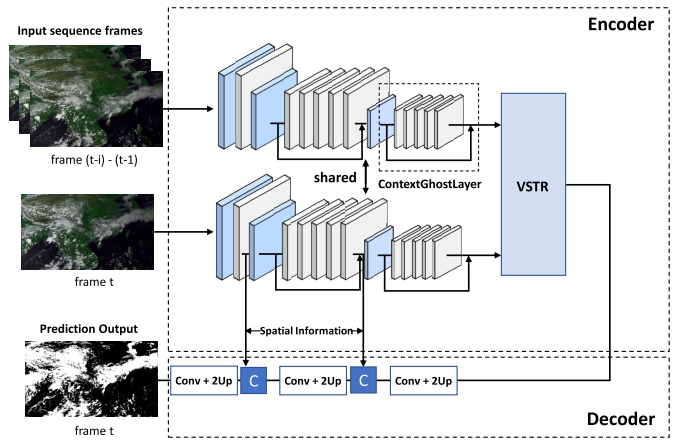 Input sequence frames
frame (t-i) - (t-1)
frame t
Encoder
shared
ContextGhostLayer
VSTR
Spatial Information
Prediction Output
frame t
Conv + 2Up
C
Conv + 2Up
C
Conv + 2Up
Decoder